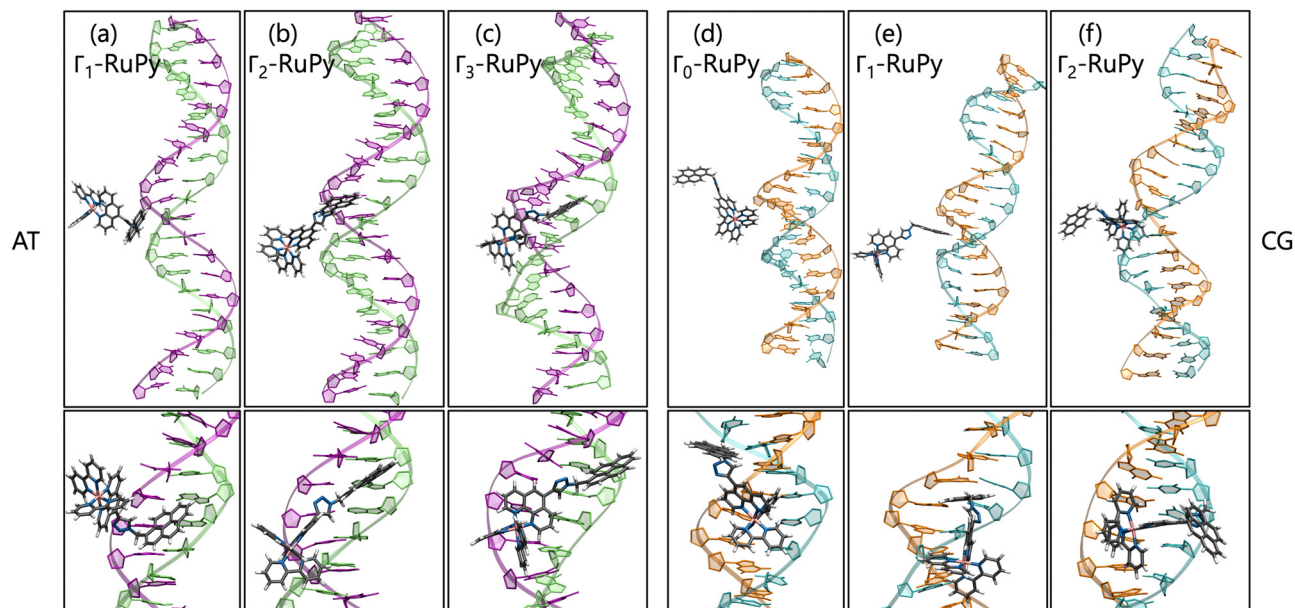 (a)
Γ₁-RuPy
(b)
Γ₂-RuPy
(c)
Γ₃-RuPy
(d)
Γ₀-RuPy
(e)
Γ₁-RuPy
(f)
Γ₂-RuPy
AT
CG